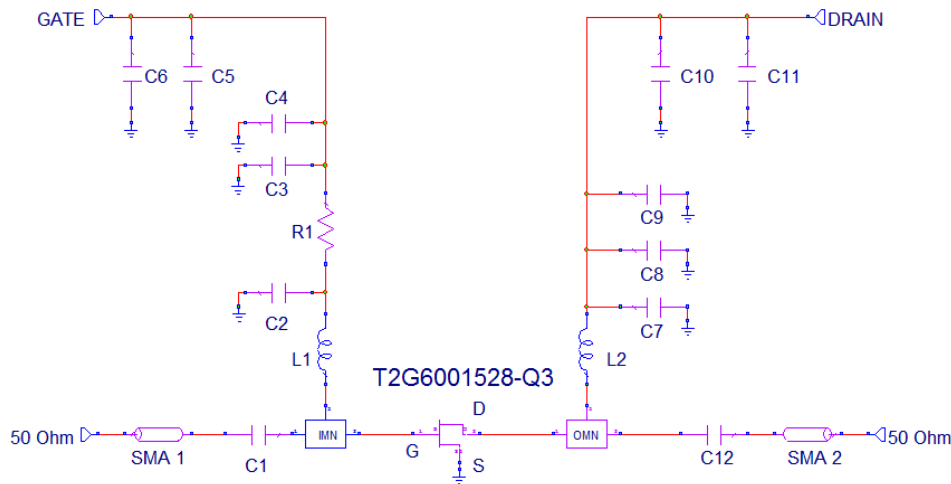 GATE
DRAIN
C6
C5
C10
C11
C4
C3
C9
R1
C8
C2
C7
L1
L2
T2G6001528-Q3
D
50 Ohm
SMA 1
C1
IMN
G
S
OMN
C12
SMA 2
50 Ohm